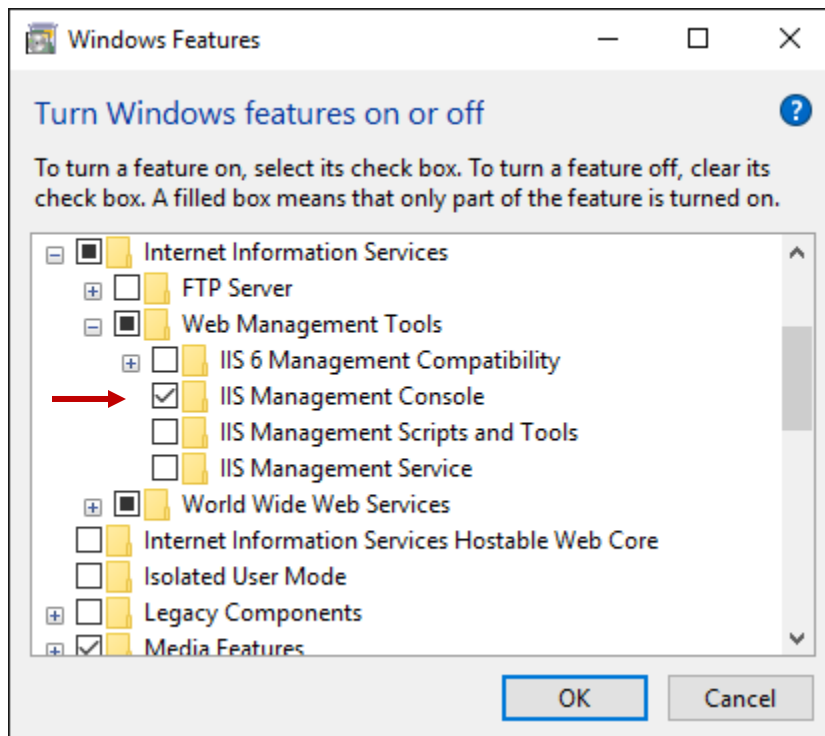 Windows Features
Turn Windows features on or off
?
To turn a feature on, select its check box. To turn a feature off, clear its
check box. A filled box means that only part of the feature is turned on.
Internet Information Services
FTP Server
Web Management Tools
IIS 6 Management Compatibility
IIS Management Console
IIS Management Scripts and Tools
IIS Management Service
World Wide Web Services
Internet Information Services Hostable Web Core
Isolated User Mode
Legacy Components
Media Features
OK
Cancel